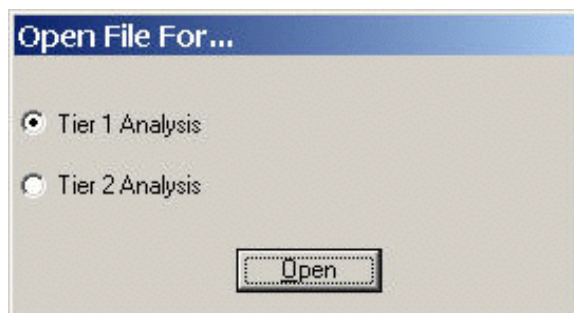 Open File For...
Tier 1 Analysis
Tier 2 Analysis
Open